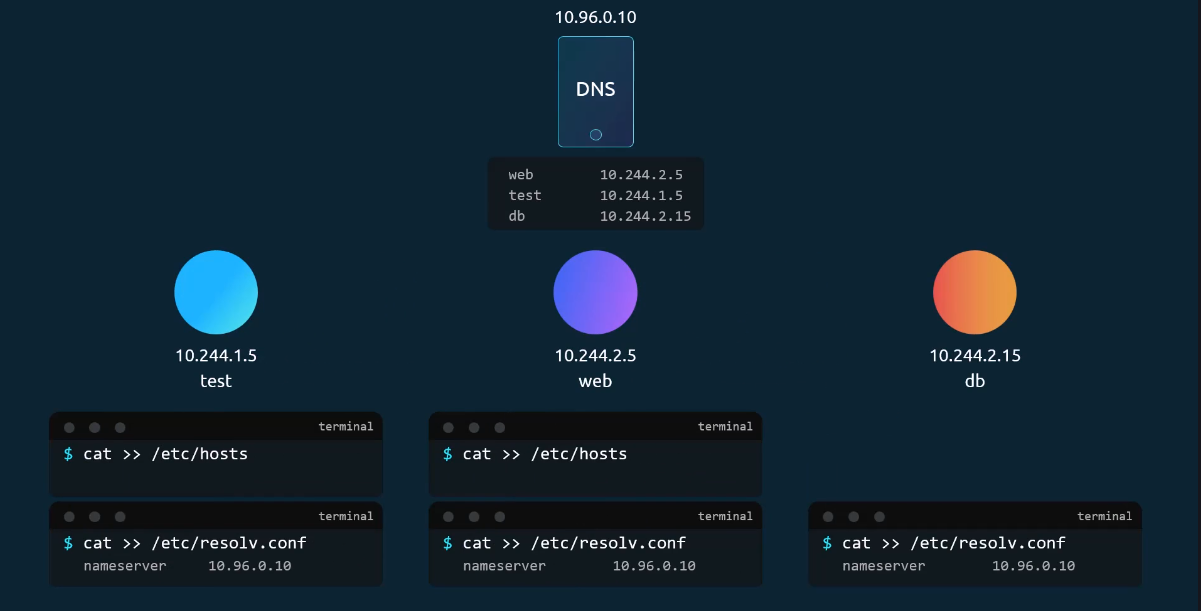 10.96.0.10
DNS
web 10.244.2.5
test 10.244.1.5
db 10.244.2.15
10.244.1.5
test
10.244.2.5
web
10.244.2.15
db
terminal
$ cat >> /etc/hosts
terminal
$ cat >> /etc/hosts
terminal
$ cat >> /etc/resolv.conf
nameserver 10.96.0.10
terminal
$ cat >> /etc/resolv.conf
nameserver 10.96.0.10
terminal
$ cat >> /etc/resolv.conf
nameserver 10.96.0.10